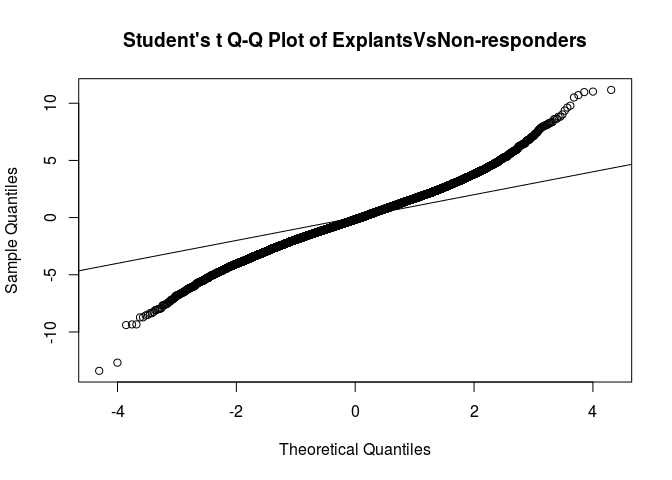 Student's t Q-Q Plot of ExplantsVsNon-responders
Sample Quantiles
10
5
0
-5
-10
-4 -2 0 2 4
Theoretical Quantiles